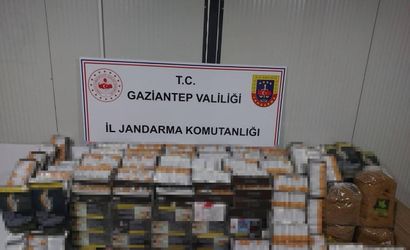 T.C.
GAZİANTEP VALİLİĞİ
İL JANDARMA KOMUTANLIĞI